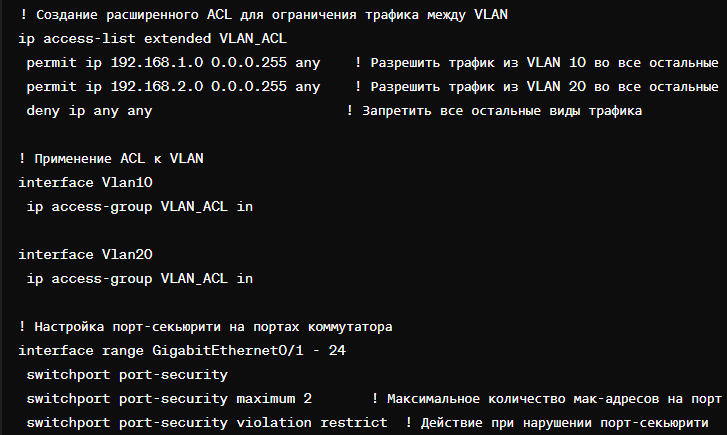 ! Создание расширенного ACL для ограничения трафика между VLAN
ip access-list extended VLAN_ACL
permit ip 192.168.1.0 0.0.0.255 any ! Разрешить трафик из VLAN 10 во все остальные
permit ip 192.168.2.0 0.0.0.255 any ! Разрешить трафик из VLAN 20 во все остальные
deny ip any any ! Запретить все остальные виды трафика
! Применение ACL к VLAN
interface Vlan10
ip access-group VLAN_ACL in
interface Vlan20
ip access-group VLAN_ACL in
! Настройка порт-секьюрити на портах коммутатора
interface range GigabitEthernet0/1 - 24
switchport port-security
switchport port-security maximum 2 ! Максимальное количество мак-адресов на порт
switchport port-security violation restrict ! Действие при нарушении порт-секьюрити